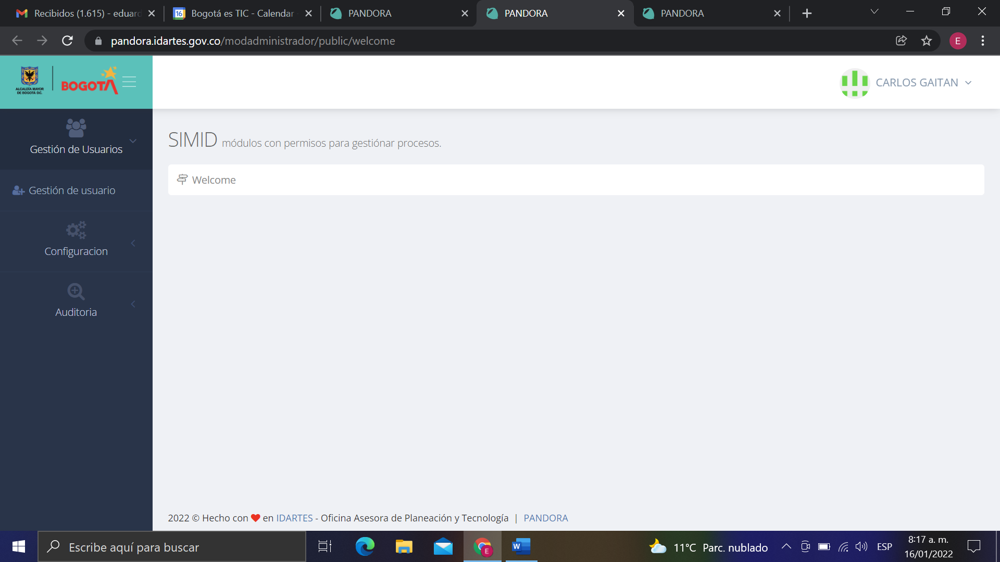 Recibidos (1.615) - eduard
Bogotá es TIC - Calendar -
PANDORA
PANDORA
PANDORA
pandora.idartes.gov.co/modadministrador/public/welcome
E
ALCALDÍA MAYOR
DE BOGOTÁ D.C.
BOGOTÁ
CARLOS GAITAN
Gestión de Usuarios
Gestión de usuario
Configuracion
Auditoria
SIMID módulos con permisos para gestiónar procesos.
Welcome
2022 © Hecho con ❤ en IDARTES - Oficina Asesora de Planeación y Tecnología | PANDORA
Escribe aquí para buscar
11°C Parc. nublado
ESP
8:17 a. m.
16/01/2022